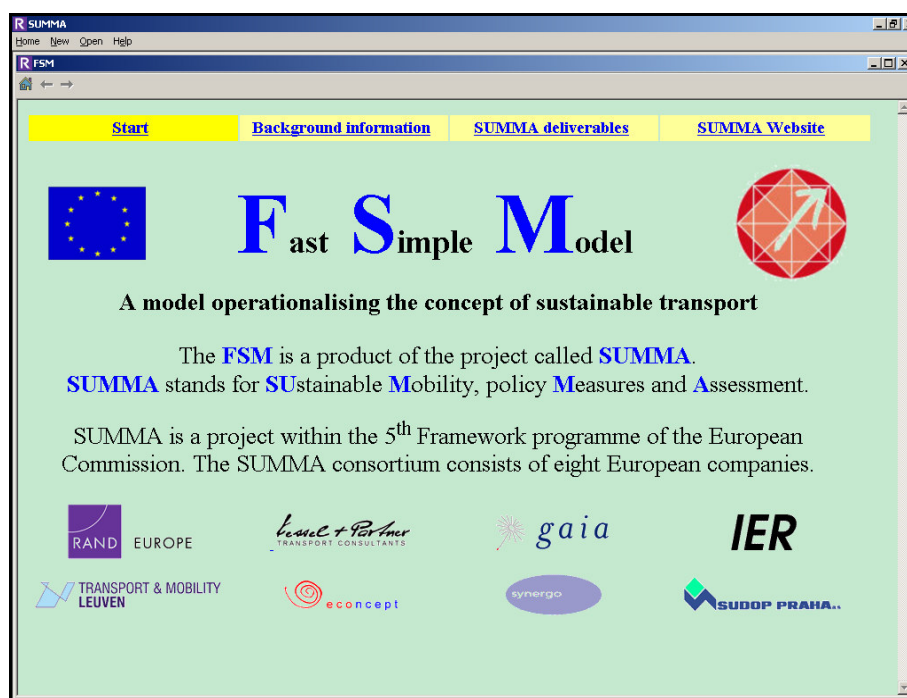 SUMMA
Home New Open Help
FSM
Start Background information SUMMA deliverables SUMMA Website
Fast Simple Model
A model operationalising the concept of sustainable transport
The FSM is a product of the project called SUMMA.
SUMMA stands for SUstainable Mobility, policy Measures and Assessment.
SUMMA is a project within the 5th Framework programme of the European
Commission. The SUMMA consortium consists of eight European companies.
RAND EUROPE
kessel + Partner
TRANSPORT CONSULTANTS
gaia
IER
TRANSPORT & MOBILITY
LEUVEN
econcept
synergo
SUDOP PRAHA a.s.